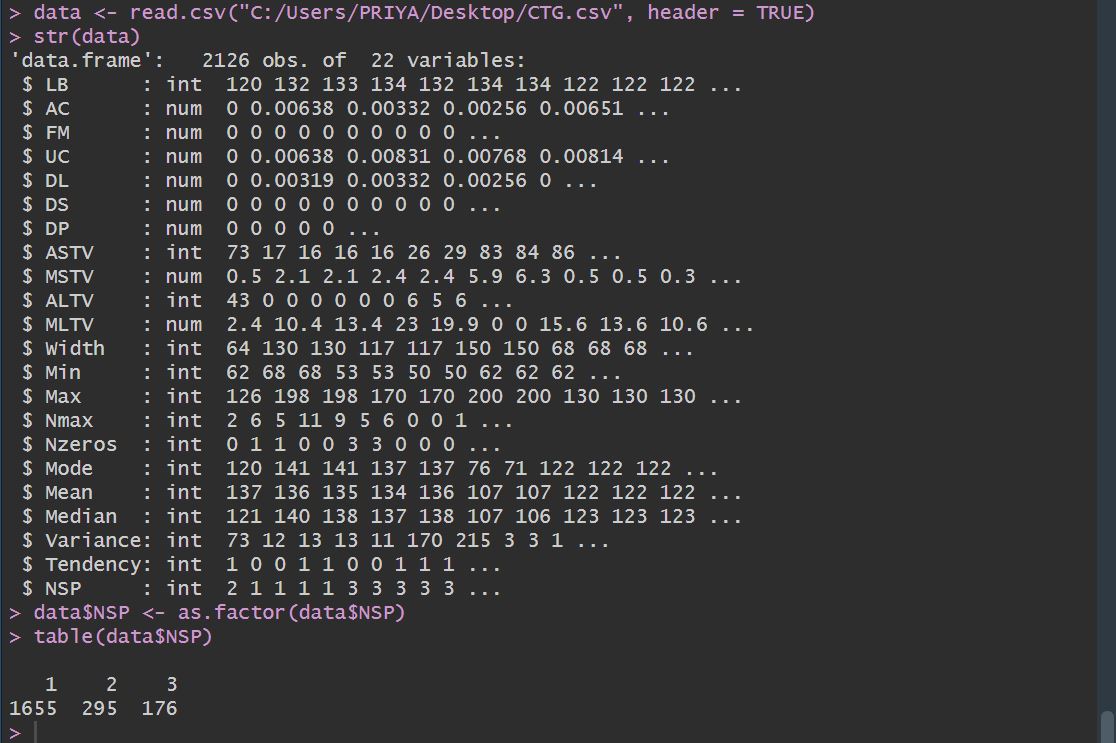 > data <- read.csv("C:/Users/PRIYA/Desktop/CTG.csv", header = TRUE)
> str(data)
'data.frame':   2126 obs. of  22 variables:
 $ LB      : int  120 132 133 134 132 134 134 122 122 122 ...
 $ AC      : num  0 0.00638 0.00332 0.00256 0.00651 ...
 $ FM      : num  0 0 0 0 0 0 0 0 0 0 ...
 $ UC      : num  0 0.00638 0.00831 0.00768 0.00814 ...
 $ DL      : num  0 0.00319 0.00332 0.00256 0 ...
 $ DS      : num  0 0 0 0 0 0 0 0 0 0 ...
 $ DP      : num  0 0 0 0 0 ...
 $ ASTV    : int  73 17 16 16 16 26 29 83 84 86 ...
 $ MSTV    : num  0.5 2.1 2.1 2.4 2.4 5.9 6.3 0.5 0.5 0.3 ...
 $ ALTV    : int  43 0 0 0 0 0 0 6 5 6 ...
 $ MLTV    : num  2.4 10.4 13.4 23 19.9 0 0 15.6 13.6 10.6 ...
 $ Width   : int  64 130 130 117 117 150 150 68 68 68 ...
 $ Min     : int  62 68 68 53 53 50 50 62 62 62 ...
 $ Max     : int  126 198 198 170 170 200 200 130 130 130 ...
 $ Nmax    : int  2 6 5 11 9 5 6 0 0 1 ...
 $ Nzeros  : int  0 1 1 0 0 3 3 0 0 0 ...
 $ Mode    : int  120 141 141 137 137 76 71 122 122 122 ...
 $ Mean    : int  137 136 135 134 136 107 107 122 122 122 ...
 $ Median  : int  121 140 138 137 138 107 106 123 123 123 ...
 $ Variance: int  73 12 13 13 11 170 215 3 3 1 ...
 $ Tendency: int  1 0 0 1 1 0 0 1 1 1 ...
 $ NSP     : int  2 1 1 1 1 3 3 3 3 3 ...
> data$NSP <- as.factor(data$NSP)
> table(data$NSP)
   1    2    3
1655  295  176
>